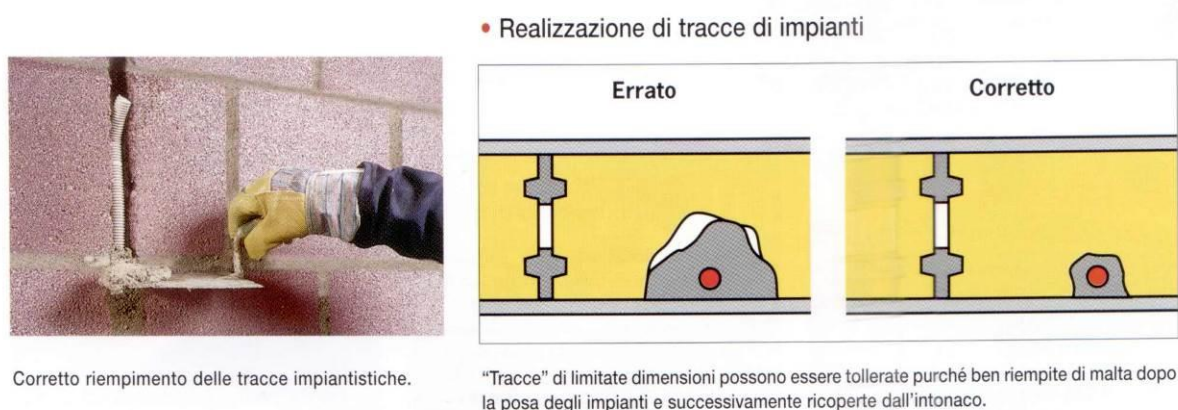 • Realizzazione di tracce di impianti
Errato
Corretto
Corretto riempimento delle tracce impiantistiche.
“Tracce” di limitate dimensioni possono essere tollerate purché ben riempite di malta dopo
la posa degli impianti e successivamente ricoperte dall'intonaco.